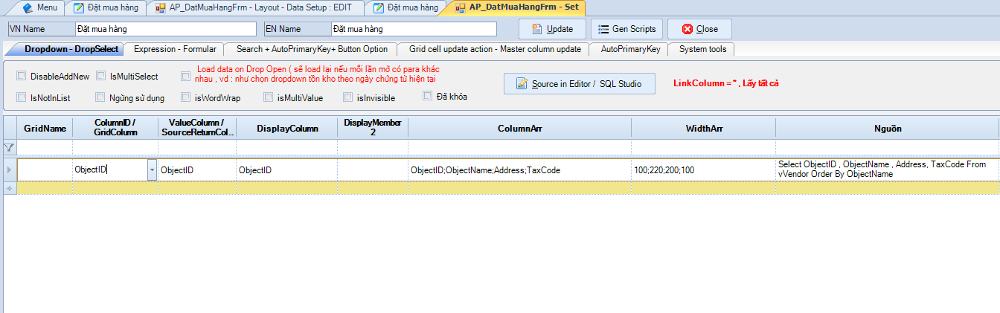 Menu
Đặt mua hàng
AP_DatMuaHangFrm - Layout - Data Setup : EDIT
Đặt mua hàng
AP_DatMuaHangFrm - Set
VN Name
Đặt mua hàng
EN Name
Đặt mua hàng
Update
Gen Scripts
Close
Dropdown - DropSelect
Expression - Formular
Search + AutoPrimaryKey+ Button Option
Grid cell update action - Master column update
AutoPrimaryKey
System tools
DisableAddNew
IsMultiSelect
Load data on Drop Open ( sẽ load lại nếu mỗi lần mở có para khác
nhau , vd : như chọn dropdown tồn kho theo ngày chứng từ hiện tại
Source in Editor / SQL Studio
LinkColumn = * , Lấy tất cả
IsNotInList
Ngừng sử dụng
isWordWrap
isMultiValue
isInvisible
Đã khóa
GridName
ColumnID /
GridColumn
ValueColumn /
SourceReturnCol...
DisplayColumn
DisplayMember
2
ColumnArr
WidthArr
Nguồn
ObjectID
ObjectID
ObjectID
ObjectID;ObjectName;Address;TaxCode
100;220;200;100
Select ObjectID , ObjectName , Address, TaxCode From
vVendor Order By ObjectName